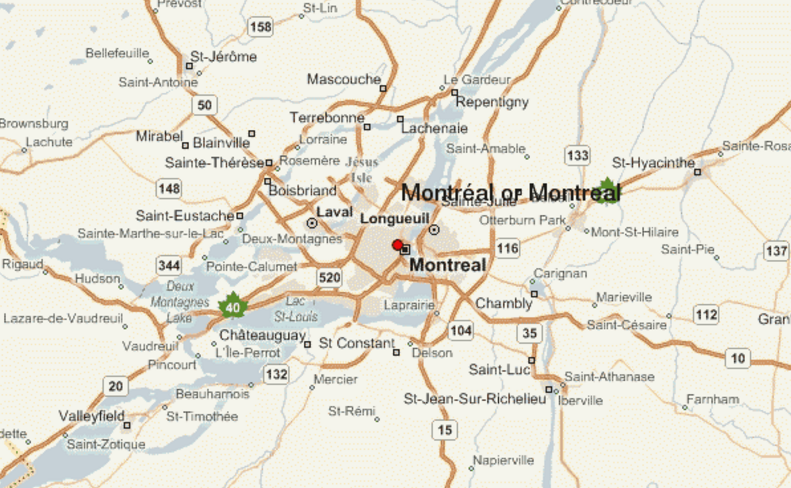 Prévost
St-Lin
Contrecoeur
158
Bellefeuille
St-Jérôme
Saint-Antoine
Mascouche
Le Gardeur
Repentigny
50
Terrebonne
Lachenaie
Brownsburg
Lachute
Mirabel
Blainville
Lorraine
Saint-Amable
133
Saint-Rosa
Sainte-Thérèse
Rosemère
Jésus
Isle
St-Hyacinthe
148
Boisbriand
Montréal or Montreal
Sainte-Julie
Saint-Eustache
Laval
Longueuil
Otterburn Park
Sainte-Marthe-sur-le-Lac
Deux-Montagnes
116
Mont-St-Hilaire
Saint-Pie
137
Rigaud
344
Pointe-Calumet
520
Montreal
Hudson
Deux
Montagnes
Lake
Carignan
40
Lac
St-Louis
Laprairie
Chambly
Marieville
Lazare-de-Vaudreuil
112
Gran
Châteauguay
104
35
Saint-Césaire
Vaudreuil
L'Île-Perrot
St Constant
Delson
10
Pincourt
132
Saint-Luc
Mercier
Saint-Athanase
20
Beauharnois
St-Jean-Sur-Richelieu
Iberville
Farnham
Valleyfield
St-Timothée
St-Rémi
15
dette
Saint-Zotique
Napierville